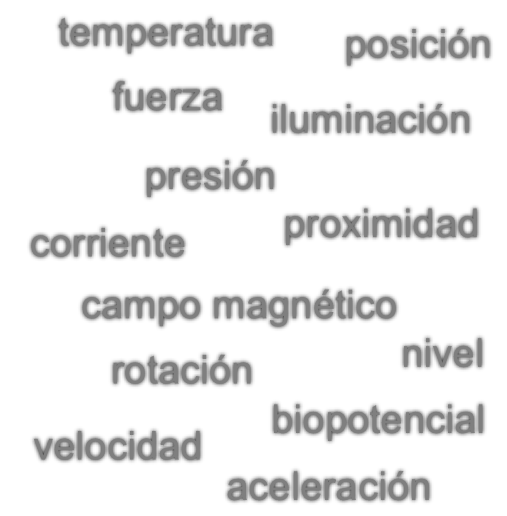 temperatura
posición
fuerza
iluminación
presión
proximidad
corriente
campo magnético
nivel
rotación
biopotencial
velocidad
aceleración